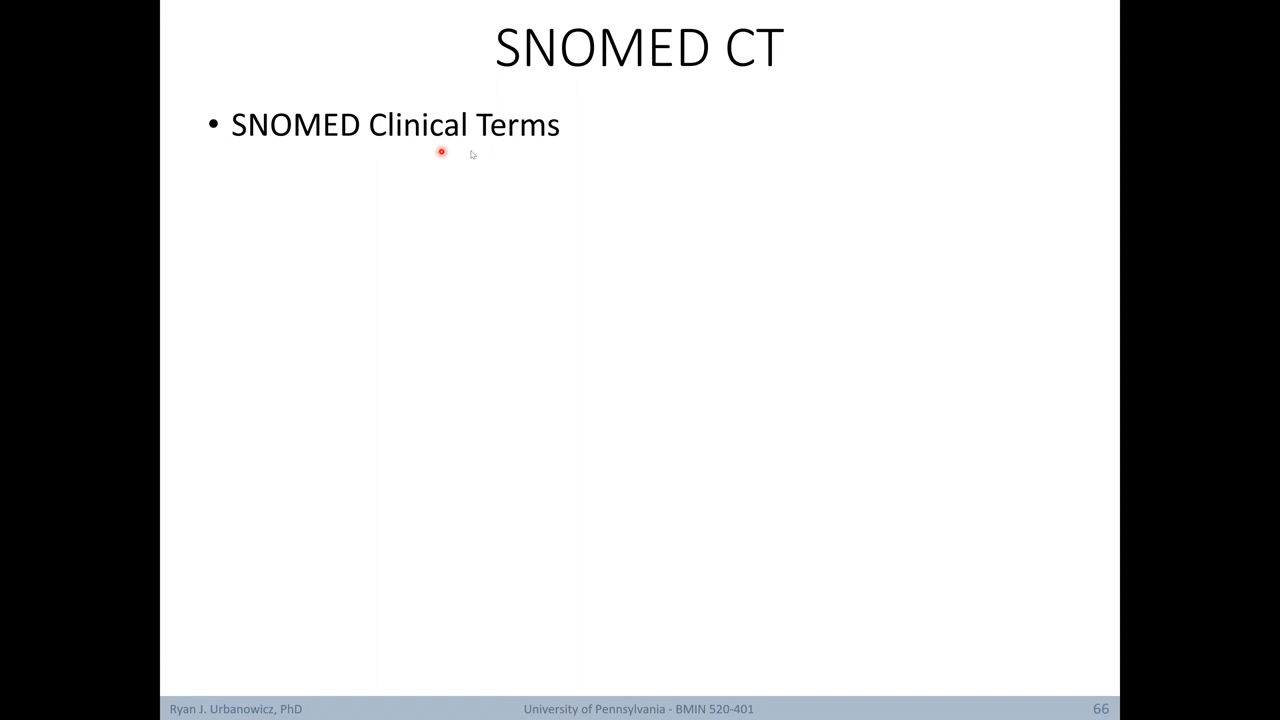 SNOMED CT
• SNOMED Clinical Terms
Ryan J. Urbanowicz, PhD
University of Pennsylvania - BMIN 520-401
66